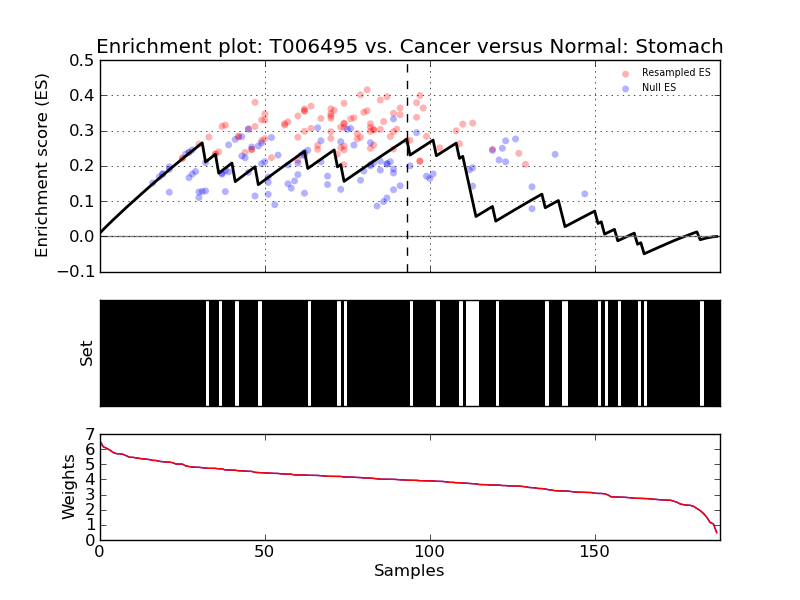 Enrichment plot: T006495 vs. Cancer versus Normal: Stomach
0.5
0.4
0.3
0.2
0.1
0.0
−0.1
Enrichment score (ES)
Resampled ES
Null ES
Set
7
6
5
4
3
2
1
0
Weights
0 50 100 150
Samples